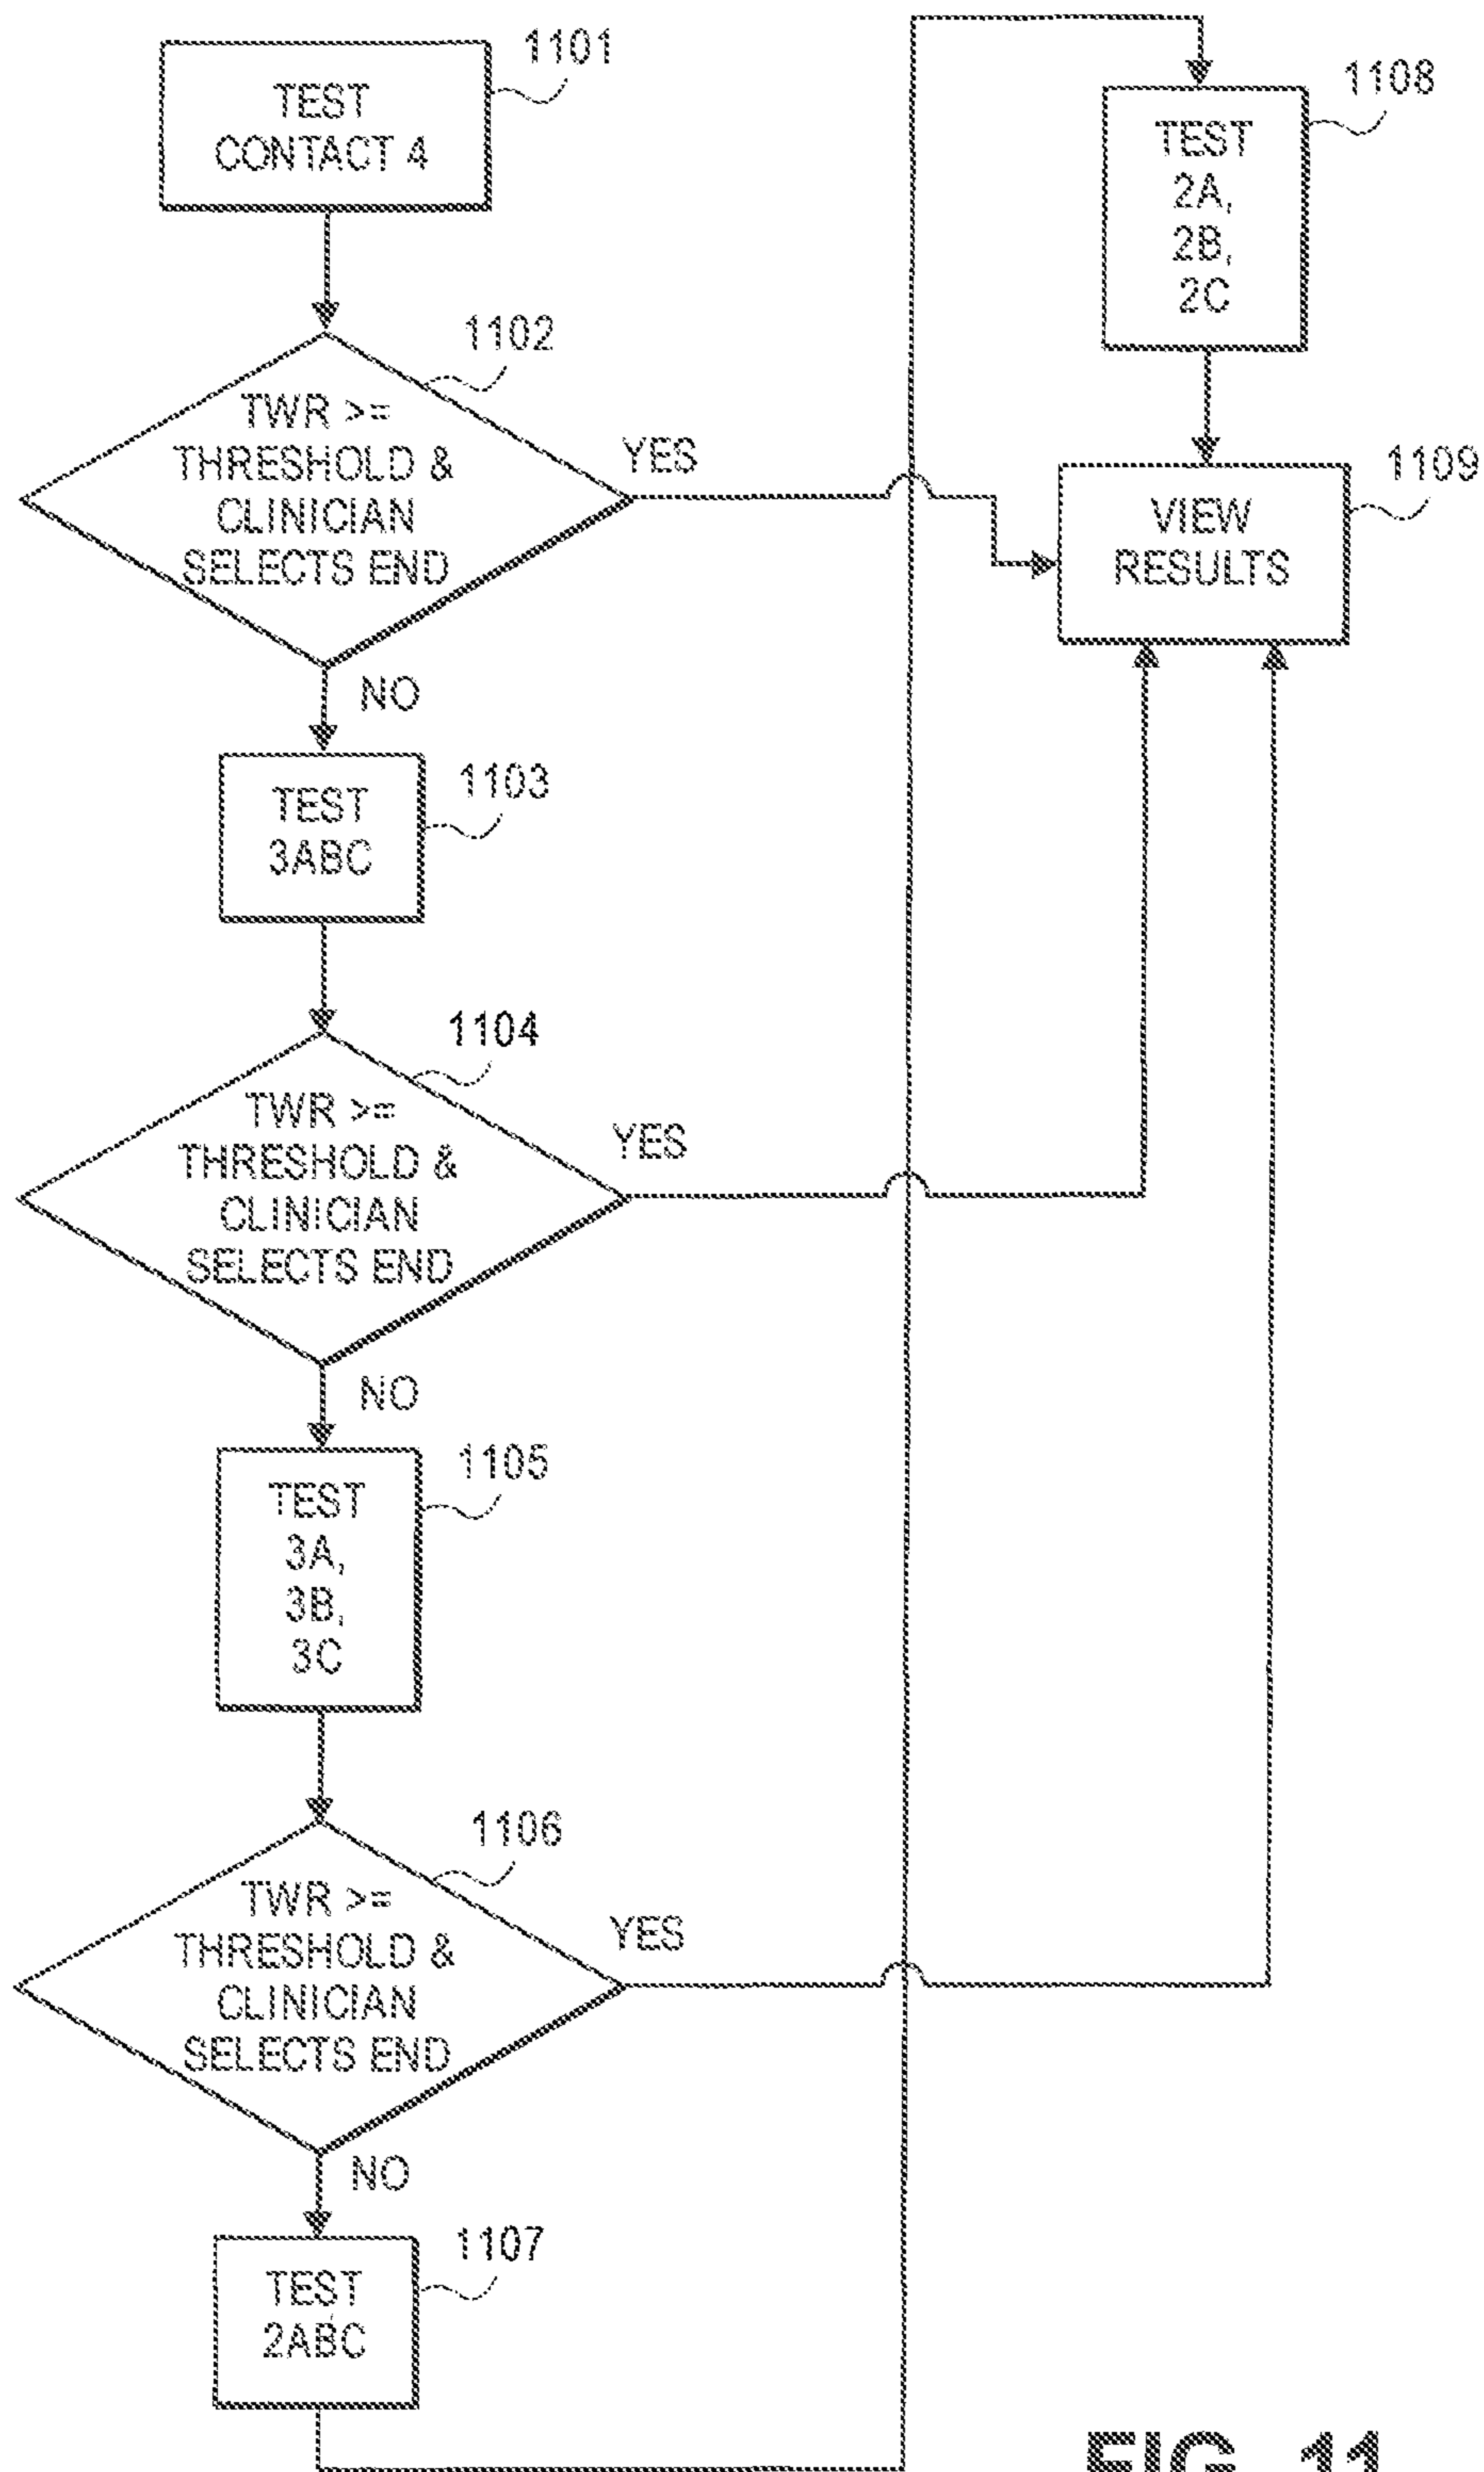 1101
TEST
CONTACT 4
1102
TWR >=
THRESHOLD &
CLINICIAN
SELECTS END
YES
NO
1103
TEST
3ABC
1104
TWR >=
THRESHOLD &
CLINICIAN
SELECTS END
YES
NO
1105
TEST
3A,
3B,
3C
1106
TWR >=
THRESHOLD &
CLINICIAN
SELECTS END
YES
NO
1107
TEST
2ABC
1108
TEST
2A,
2B,
2C
1109
VIEW
RESULTS
FIG. 11